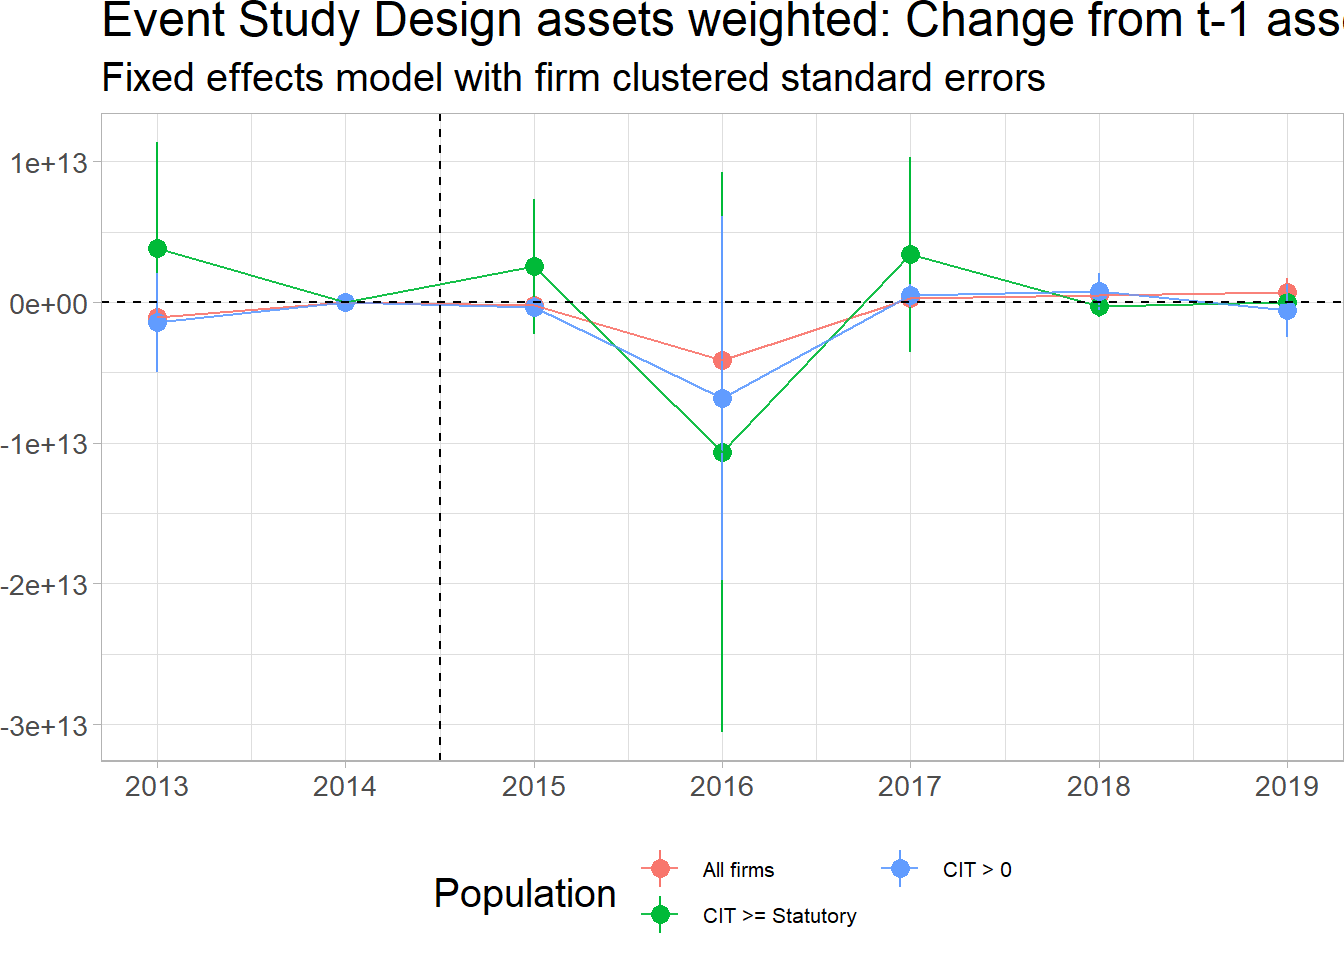 Event Study Design assets weighted: Change from t-1
Fixed effects model with firm clustered standard errors
1e+13
0e+00
-1e+13
-2e+13
-3e+13
2013 2014 2015 2016 2017 2018 2019
Population
All firms
CIT > 0
CIT >= Statutory